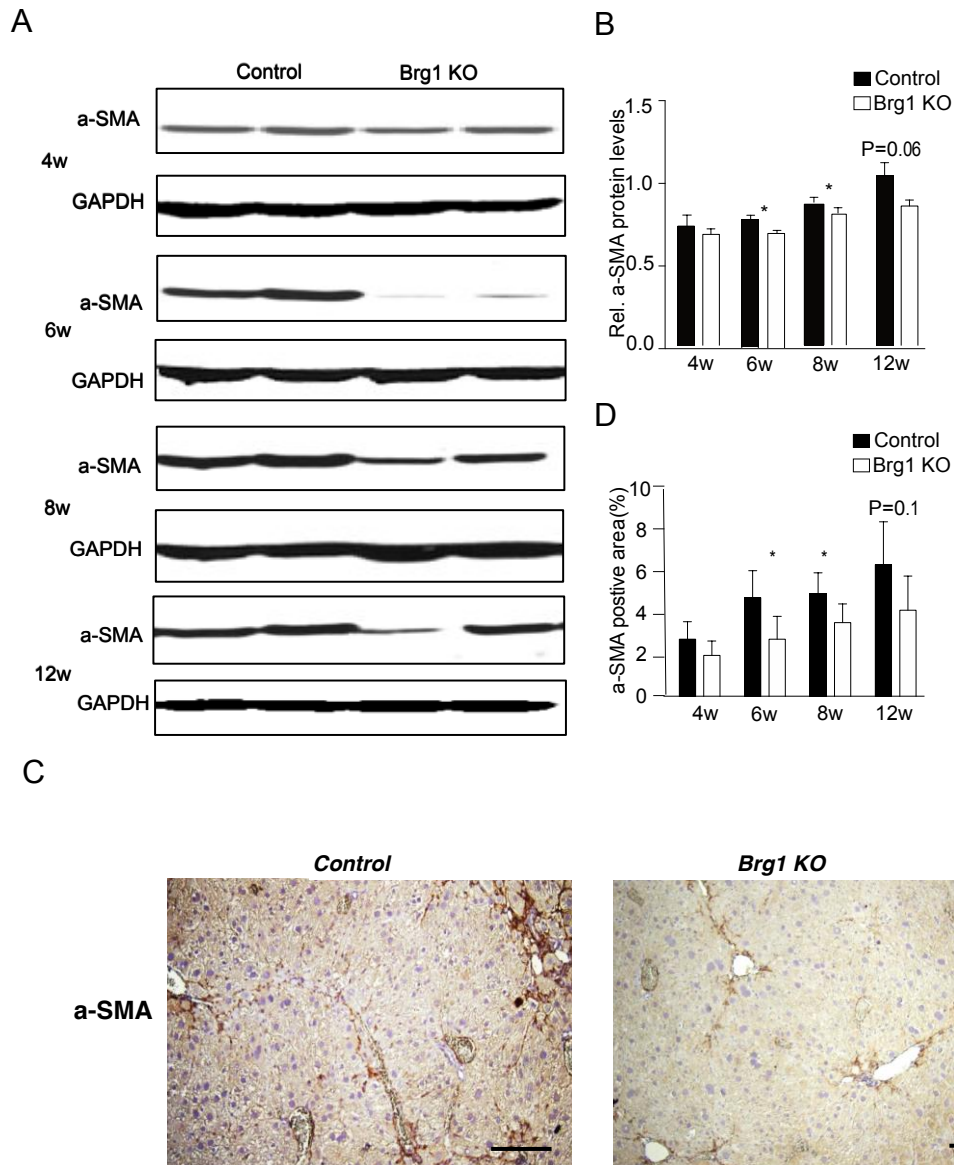 A
Control Brg1 KO
a-SMA
4w
GAPDH
a-SMA
6w
GAPDH
a-SMA
8w
GAPDH
a-SMA
12w
GAPDH
B
Control
Brg1 KO
Rel. a-SMA protein levels
1.5
1.0
0.5
0.0
*
*
P=0.06
4w 6w 8w 12w
D
Control
Brg1 KO
a-SMA postive area(%)
10
8
6
4
2
0
*
*
P=0.1
4w 6w 8w 12w
C
Control Brg1 KO
a-SMA